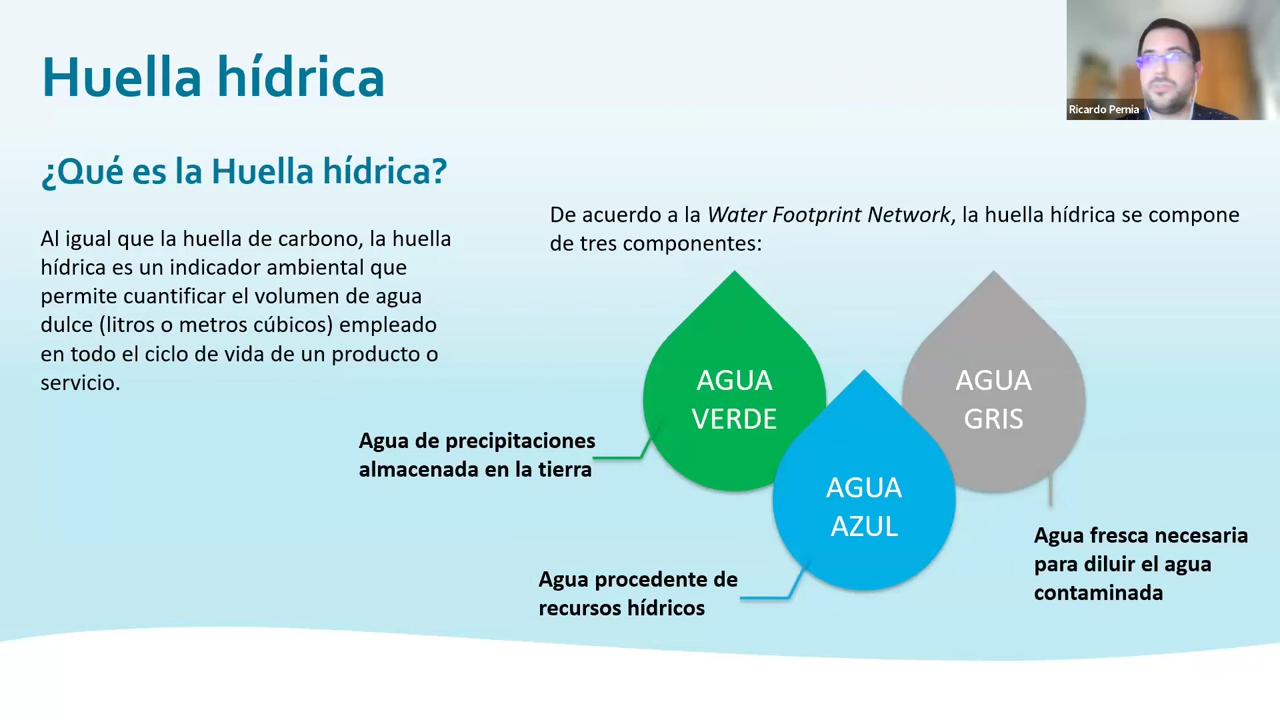 Huella hídrica
Ricardo Pernia
¿Qué es la Huella hídrica?
Al igual que la huella de carbono, la huella
hídrica es un indicador ambiental que
permite cuantificar el volumen de agua
dulce (litros o metros cúbicos) empleado
en todo el ciclo de vida de un producto o
servicio.
De acuerdo a la Water Footprint Network, la huella hídrica se compone
de tres componentes:
AGUA
VERDE
AGUA
GRIS
AGUA
AZUL
Agua de precipitaciones
almacenada en la tierra
Agua procedente de
recursos hídricos
Agua fresca necesaria
para diluir el agua
contaminada